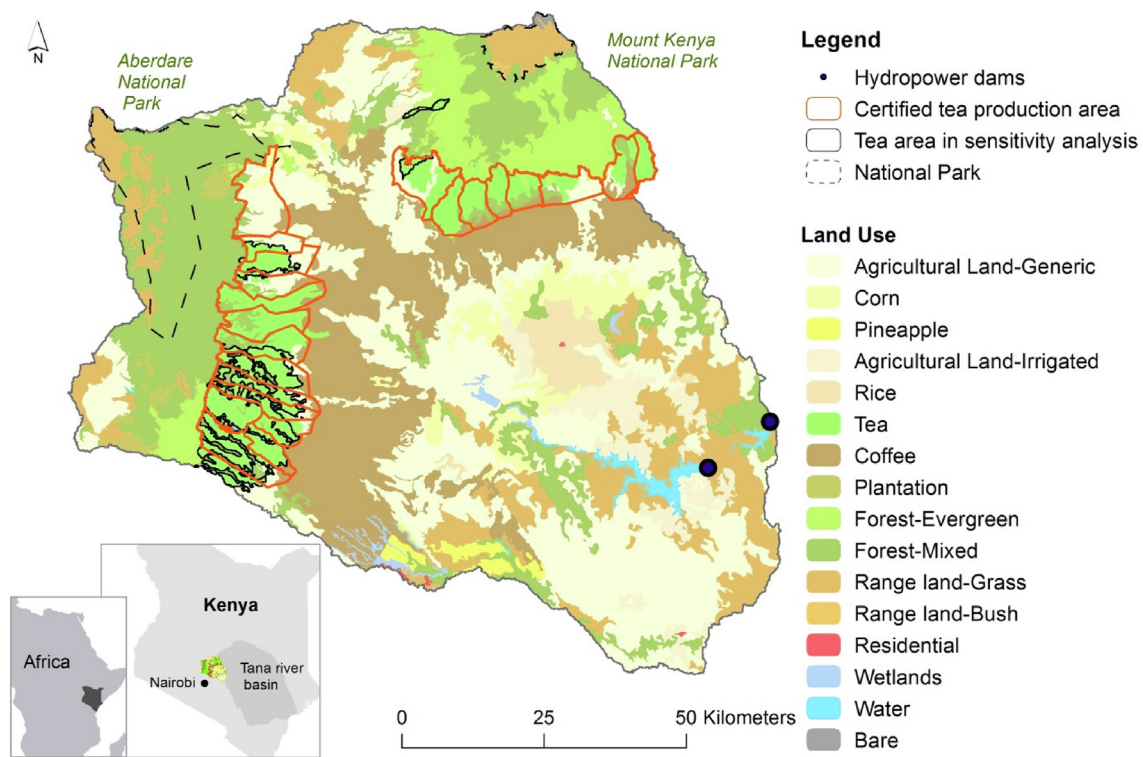 N
Aberdare
National
Park
Mount Kenya
National Park
Legend
Hydropower dams
Certified tea production area
Tea area in sensitivity analysis
National Park
Land Use
Agricultural Land-Generic
Corn
Pineapple
Agricultural Land-Irrigated
Rice
Tea
Coffee
Plantation
Forest-Evergreen
Forest-Mixed
Range land-Grass
Range land-Bush
Residential
Wetlands
Water
Bare
Africa
Kenya
Nairobi
Tana river
basin
0 25 50 Kilometers